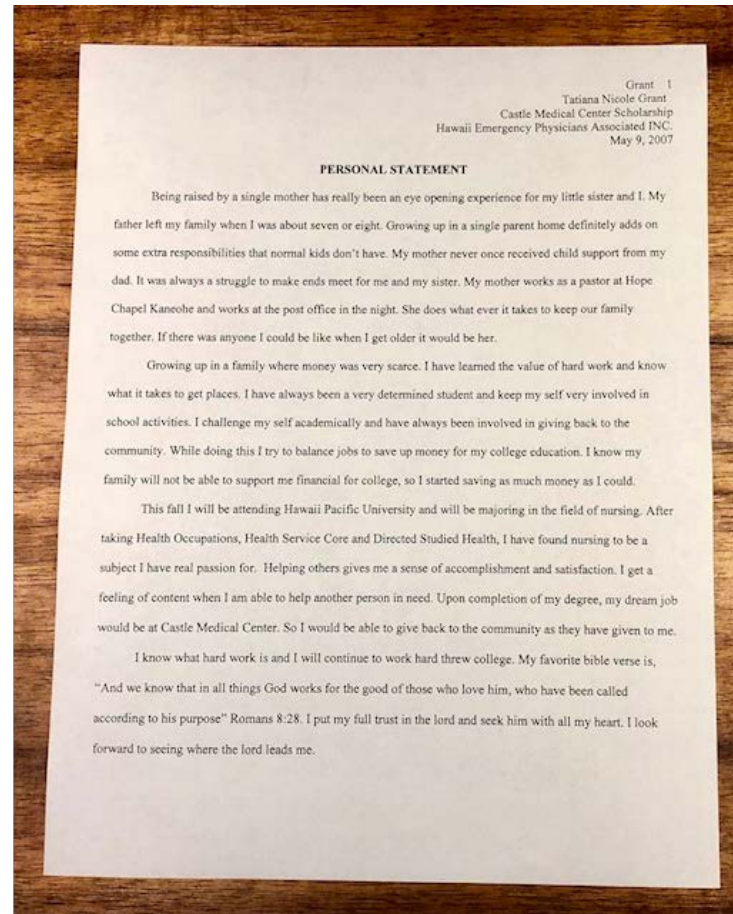 Grant 1
Tatiana Nicole Grant
Castle Medical Center Scholarship
Hawaii Emergency Physicians Associated INC.
May 9, 2007
PERSONAL STATEMENT
Being raised by a single mother has really been an eye opening experience for my little sister and I. My
father left my family when I was about seven or eight. Growing up in a single parent home definitely adds on
some extra responsibilities that normal kids don't have. My mother never once received child support from my
dad. It was always a struggle to make ends meet for me and my sister. My mother works as a pastor at Hope
Chapel Kaneohe and works at the post office in the night. She does what ever it takes to keep our family
together. If there was anyone I could be like when I get older it would be her.
Growing up in a family where money was very scarce. I have learned the value of hard work and know
what it takes to get places. I have always been a very determined student and keep my self very involved in
school activities. I challenge my self academically and have always been involved in giving back to the
community. While doing this I try to balance jobs to save up money for my college education. I know my
family will not be able to support me financial for college, so I started saving as much money as I could.
This fall I will be attending Hawaii Pacific University and will be majoring in the field of nursing. After
taking Health Occupations, Health Service Core and Directed Studied Health, I have found nursing to be a
subject I have real passion for. Helping others gives me a sense of accomplishment and satisfaction. I get a
feeling of content when I am able to help another person in need. Upon completion of my degree, my dream job
would be at Castle Medical Center. So I would be able to give back to the community as they have given to me.
I know what hard work is and I will continue to work hard threw college. My favorite bible verse is,
"And we know that in all things God works for the good of those who love him, who have been called
according to his purpose" Romans 8:28. I put my full trust in the lord and seek him with all my heart. I look
forward to seeing where the lord leads me.